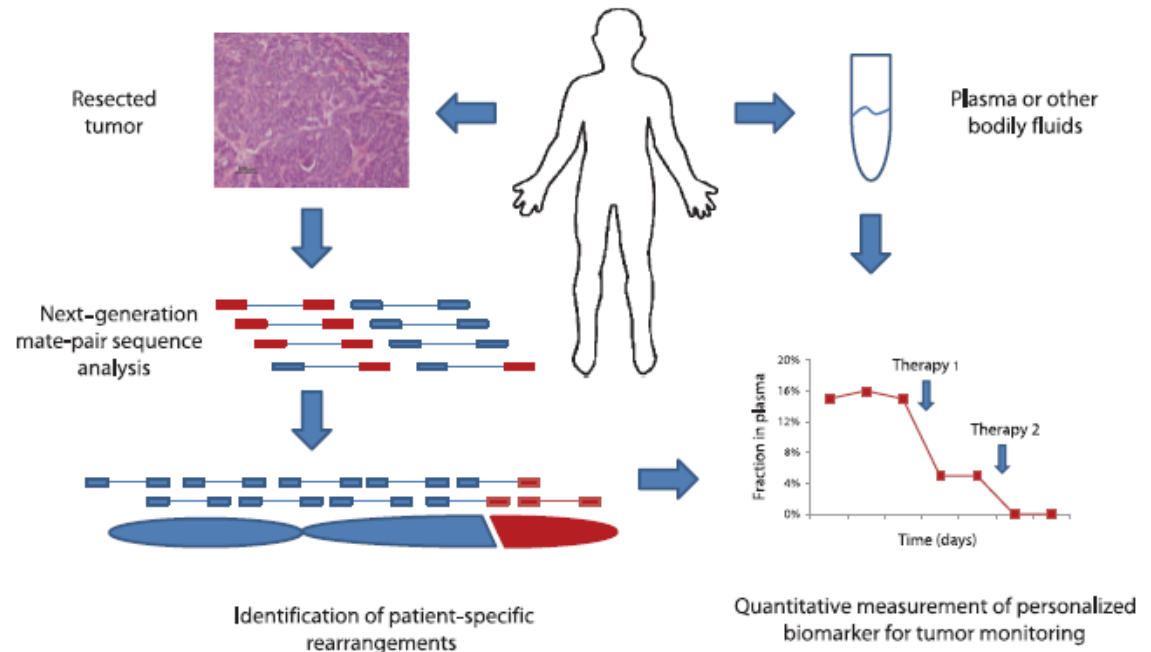 Resected
tumor
Plasma or other
bodily fluids
Next-generation
mate-pair sequence
analysis
20%
16%
12%
8%
4%
0%
Fraction in plasma
Therapy 1
Therapy 2
Time (days)
Identification of patient-specific
rearrangements
Quantitative measurement of personalized
biomarker for tumor monitoring